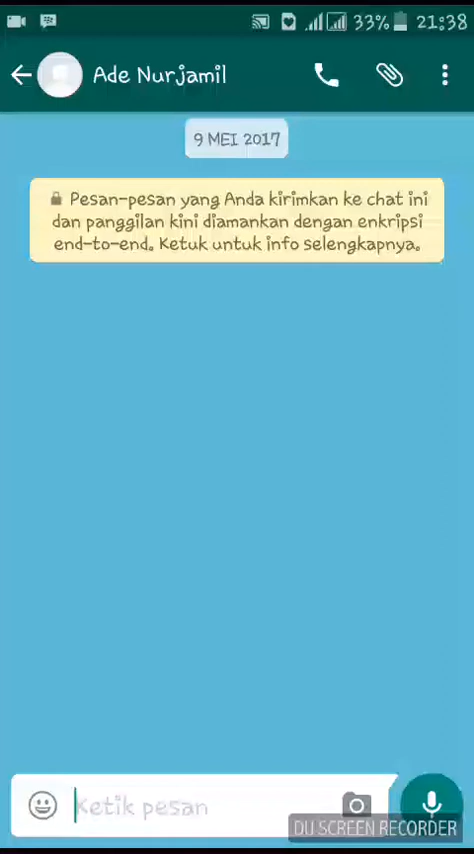 33% 21:38
Ade Nurjamil
9 MEI 2017
Pesan-pesan yang Anda kirimkan ke chat ini
dan panggilan kini diamankan dengan enkripsi
end-to-end. Ketuk untuk info selengkapnya.
Ketik pesan
DU SCREEN RECORDER